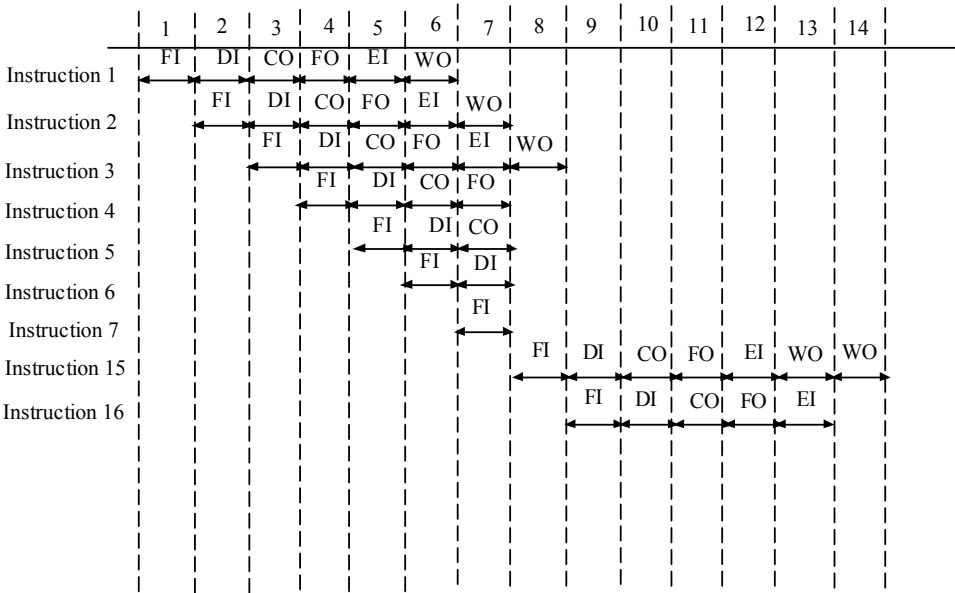 1 2 3 4 5 6 7 8 9 10 11 12 13 14
Instruction 1 FI DI CO FO EI WO
Instruction 2 FI DI CO FO EI WO
Instruction 3 FI DI CO FO EI WO
Instruction 4 FI DI CO FO
Instruction 5 FI DI CO
Instruction 6 FI DI
Instruction 7 FI
Instruction 15 FI DI CO FO EI WO WO
Instruction 16 FI DI CO FO EI